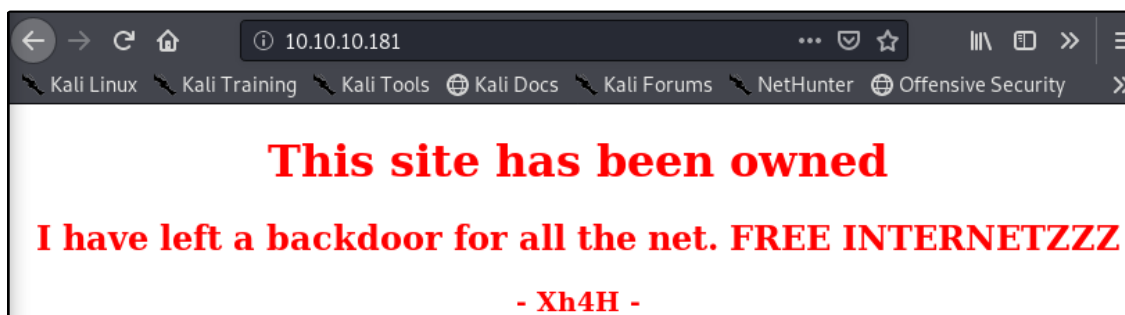 10.10.10.181
Kali Linux Kali Training Kali Tools Kali Docs Kali Forums NetHunter Offensive Security
This site has been owned
I have left a backdoor for all the net. FREE INTERNETZZZ
- Xh4H -